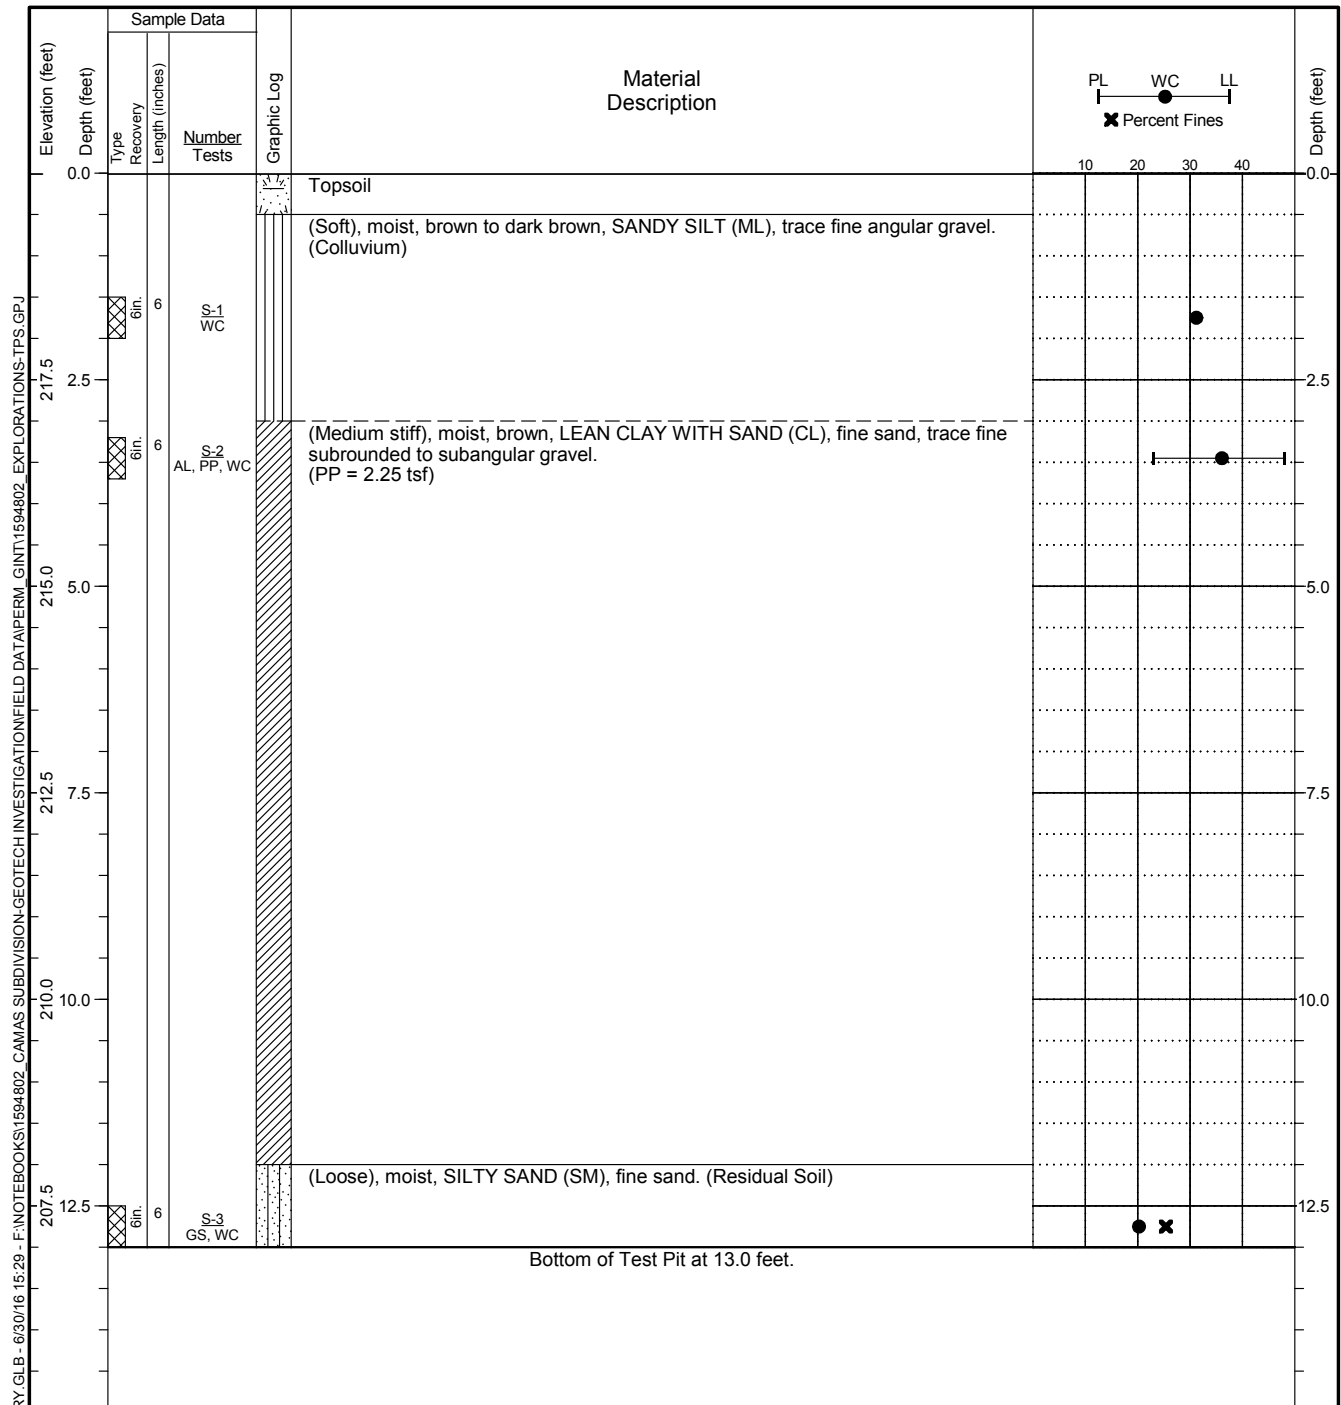 Sample Data
Elevation (feet)
Depth (feet)
Type
Recovery
Length (inches)
Number
Tests
Graphic Log
Material
Description
PL WC LL
Percent Fines
Depth (feet)
10 20 30 40
0.0 0.0
Topsoil
(Soft), moist, brown to dark brown, SANDY SILT (ML), trace fine angular gravel.
(Colluvium)
6in. 6 S-1
WC
217.5 2.5 2.5
(Medium stiff), moist, brown, LEAN CLAY WITH SAND (CL), fine sand, trace fine
subrounded to subangular gravel.
(PP = 2.25 tsf)
6in. 6 S-2
AL, PP, WC
215.0 5.0 5.0
212.5 7.5 7.5
210.0 10.0 10.0
(Loose), moist, SILTY SAND (SM), fine sand. (Residual Soil)
207.5 12.5 12.5
6in. 6 S-3
GS, WC
Bottom of Test Pit at 13.0 feet.
RY.GLB - 6/30/16 15:29 - F:\NOTEBOOKS\1594802_CAMAS SUBDIVISION-GEOTECH INVESTIGATION\FIELD DATA\PERM_GINT\1594802_EXPLORATIONS-TPS.GPJ